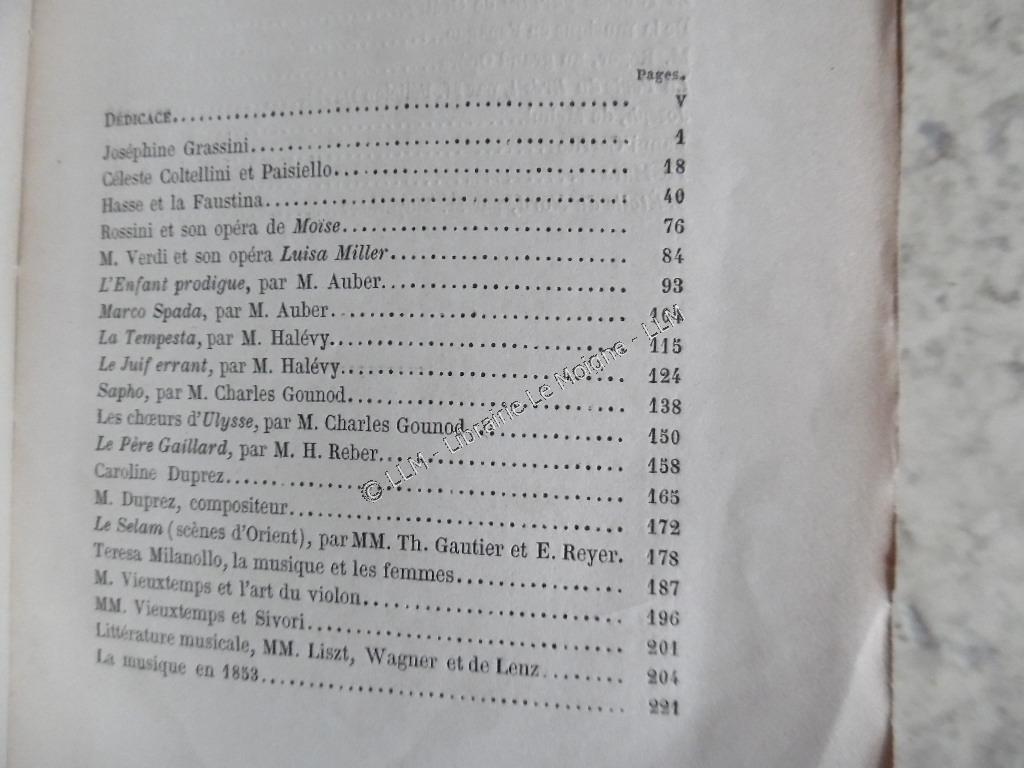 Pages.
DÉDICACE........ V
Joséphine Grassini........ 1
Céleste Coltellini et Paisiello........ 18
Hasse et la Faustina........ 40
Rossini et son opéra de Moïse........ 76
M. Verdi et son opéra Luisa Miller........ 84
L'Enfant prodigue, par M. Auber........ 93
Marco Spada, par M. Auber........ 104
La Tempesta, par M. Halévy........ 115
Le Juif errant, par M. Halévy........ 124
Sapho, par M. Charles Gounod........ 138
Les chœurs d'Ulysse, par M. Charles Gounod........ 150
Le Père Gaillard, par M. H. Reber........ 158
Caroline Duprez........ 165
M. Duprez, compositeur........ 172
Le Selam (scènes d'Orient), par MM. Th. Gautier et E. Reyer. 178
Teresa Milanollo, la musique et les femmes........ 187
M. Vieuxtemps et l'art du violon........ 196
MM. Vieuxtemps et Sivori........ 201
Littérature musicale, MM. Liszt, Wagner et de Lenz........ 204
La musique en 1853........ 221
© LLM - Librairie Le Moigne - LLM